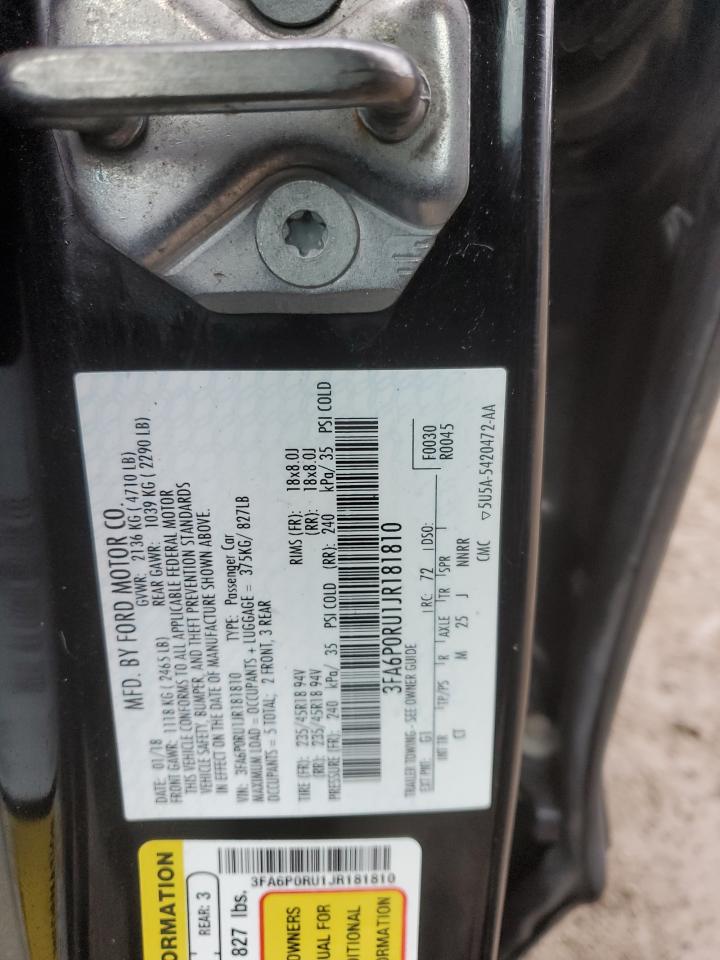 MFD. BY FORD MOTOR CO.
DATE: 01/18 GVWR: 2136 KG ( 4710 LB)
FRONT GAWR: 1118 KG ( 2465 LB) REAR GAWR: 1039 KG ( 2290 LB)
THIS VEHICLE CONFORMS TO ALL APPLICABLE FEDERAL MOTOR
VEHICLE SAFETY, BUMPER, AND THEFT PREVENTION STANDARDS
IN EFFECT ON THE DATE OF MANUFACTURE SHOWN ABOVE.
VIN: 3FA6P0RU1JR181810 TYPE: Passenger Car
MAXIMUM LOAD = OCCUPANTS + LUGGAGE = 375KG/ 827LB
OCCUPANTS = 5 TOTAL; 2 FRONT, 3 REAR
TIRE (FR): 235/45R18 94V RIMS (FR): 18x8.0J
(RR): 235/45R18 94V (RR): 18x8.0J
PRESSURE (FR): 240 kPa/ 35 PSI COLD (RR): 240 kPa/ 35 PSI COLD
3FA6P0RU1JR181810
TRAILER TOWING - SEE OWNER GUIDE
F0030
R0045
EXT PNT: G1 RC: 72 DSO:
INT TR TP/PS R AXLE TR SPR
CT M 25 J NNRR
CMC ▽5U5A-5420472-AA
3FA6P0RU1JR181810
ORMATION
REAR: 3
827 lbs.
OWNERS
UAL FOR
DITIONAL
RMATION